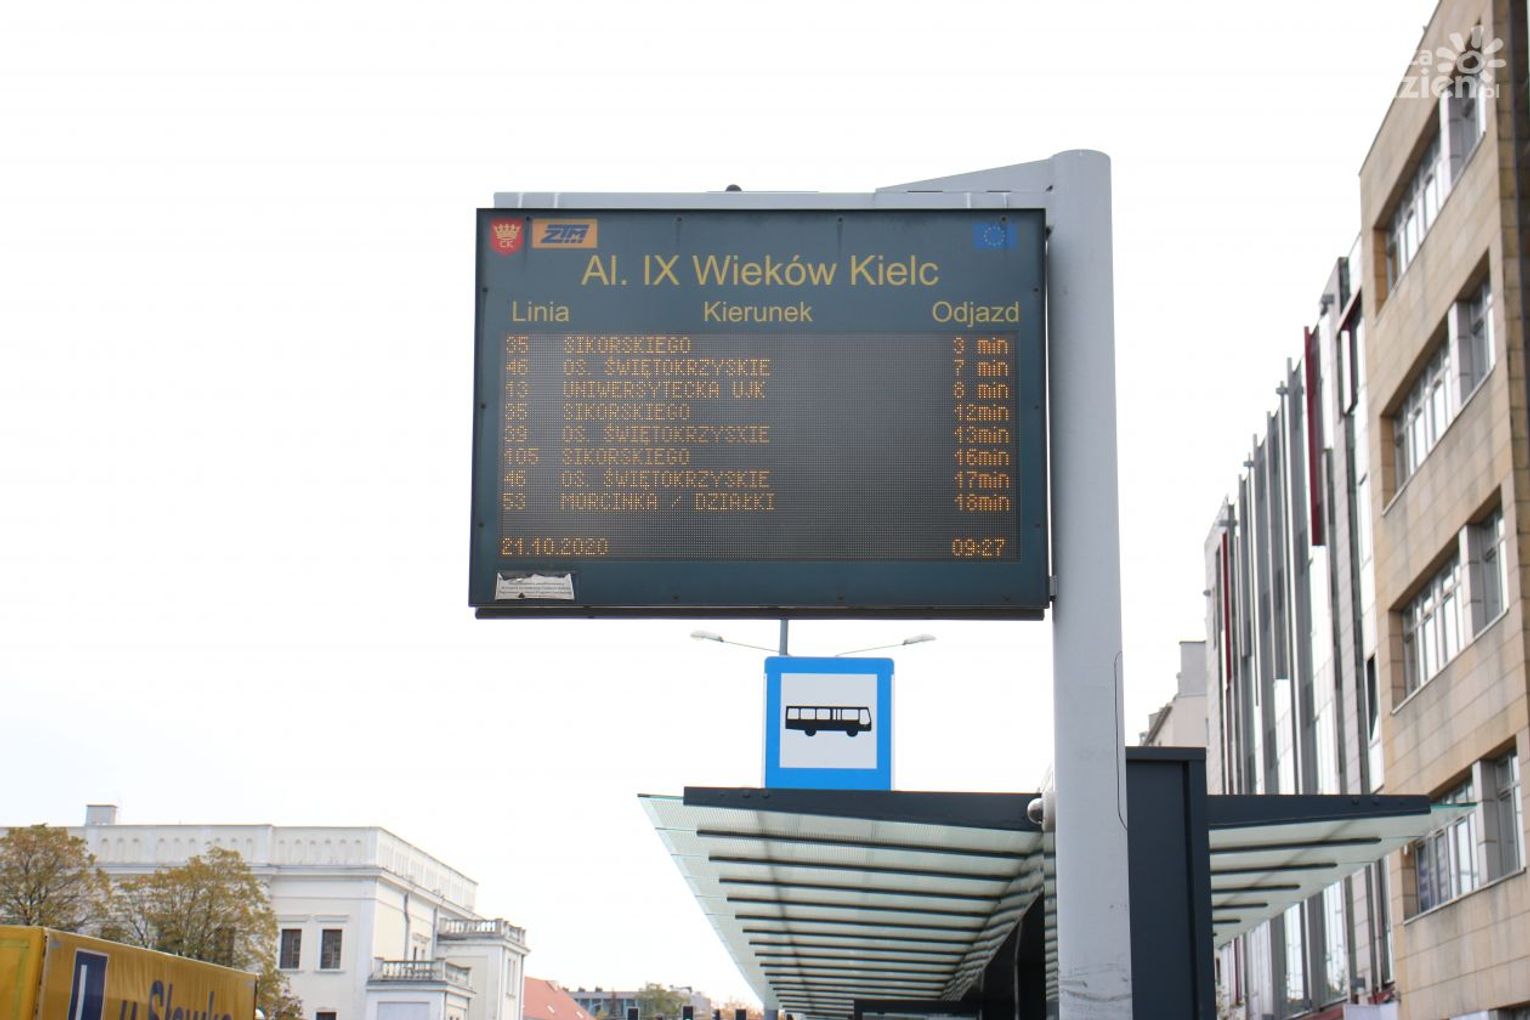 CK
ZTM
Al. IX Wieków Kielc
Linia Kierunek Odjazd
35 SIKORSKIEGO 3 min
46 OS. ŚWIĘTOKRZYSKIE 7 min
13 UNIWERSYTECKA UJK 8 min
35 SIKORSKIEGO 12min
39 OS. ŚWIĘTOKRZYSKIE 13min
105 SIKORSKIEGO 16min
46 OS. ŚWIĘTOKRZYSKIE 17min
53 MORCINKA / DZIAŁKI 18min
21.10.2020 09:27